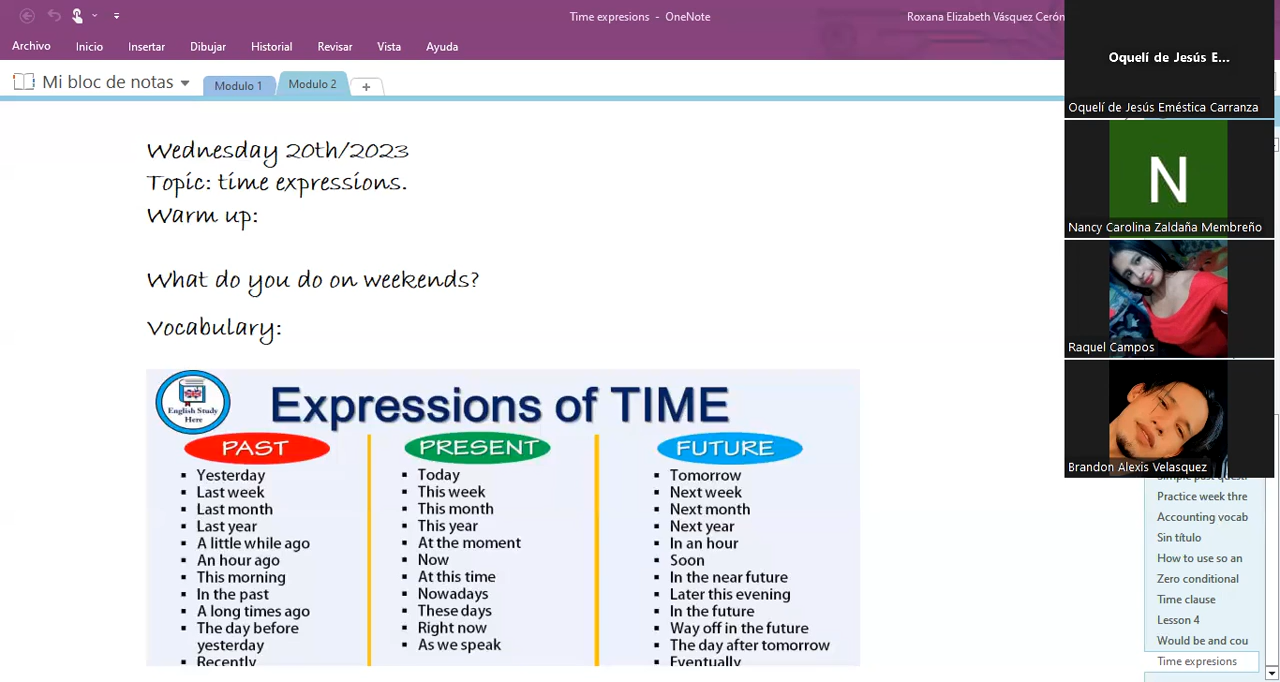 Time expresions - OneNote
Roxana Elizabeth Vásquez Cerón
Archivo Inicio Insertar Dibujar Historial Revisar Vista Ayuda
Mi bloc de notas Modulo 1 Modulo 2 +
Wednesday 20th/2023
Topic: time expressions.
Warm up:
What do you do on weekends?
Vocabulary:
English Study
Here
Expressions of TIME
PAST
Yesterday
Last week
Last month
Last year
A little while ago
An hour ago
This morning
In the past
A long times ago
The day before
yesterday
Recently
PRESENT
Today
This week
This month
This year
At the moment
Now
At this time
Nowadays
These days
Right now
As we speak
FUTURE
Tomorrow
Next week
Next month
Next year
In an hour
Soon
In the near future
Later this evening
In the future
Way off in the future
The day after tomorrow
Eventually
Oquelí de Jesús E...
Oquelí de Jesús Eméstica Carranza
N
Nancy Carolina Zaldaña Membreño
Raquel Campos
Brandon Alexis Velasquez
Simple past questi
Practice week thre
Accounting vocab
Sin título
How to use so an
Zero conditional
Time clause
Lesson 4
Would be and cou
Time expresions